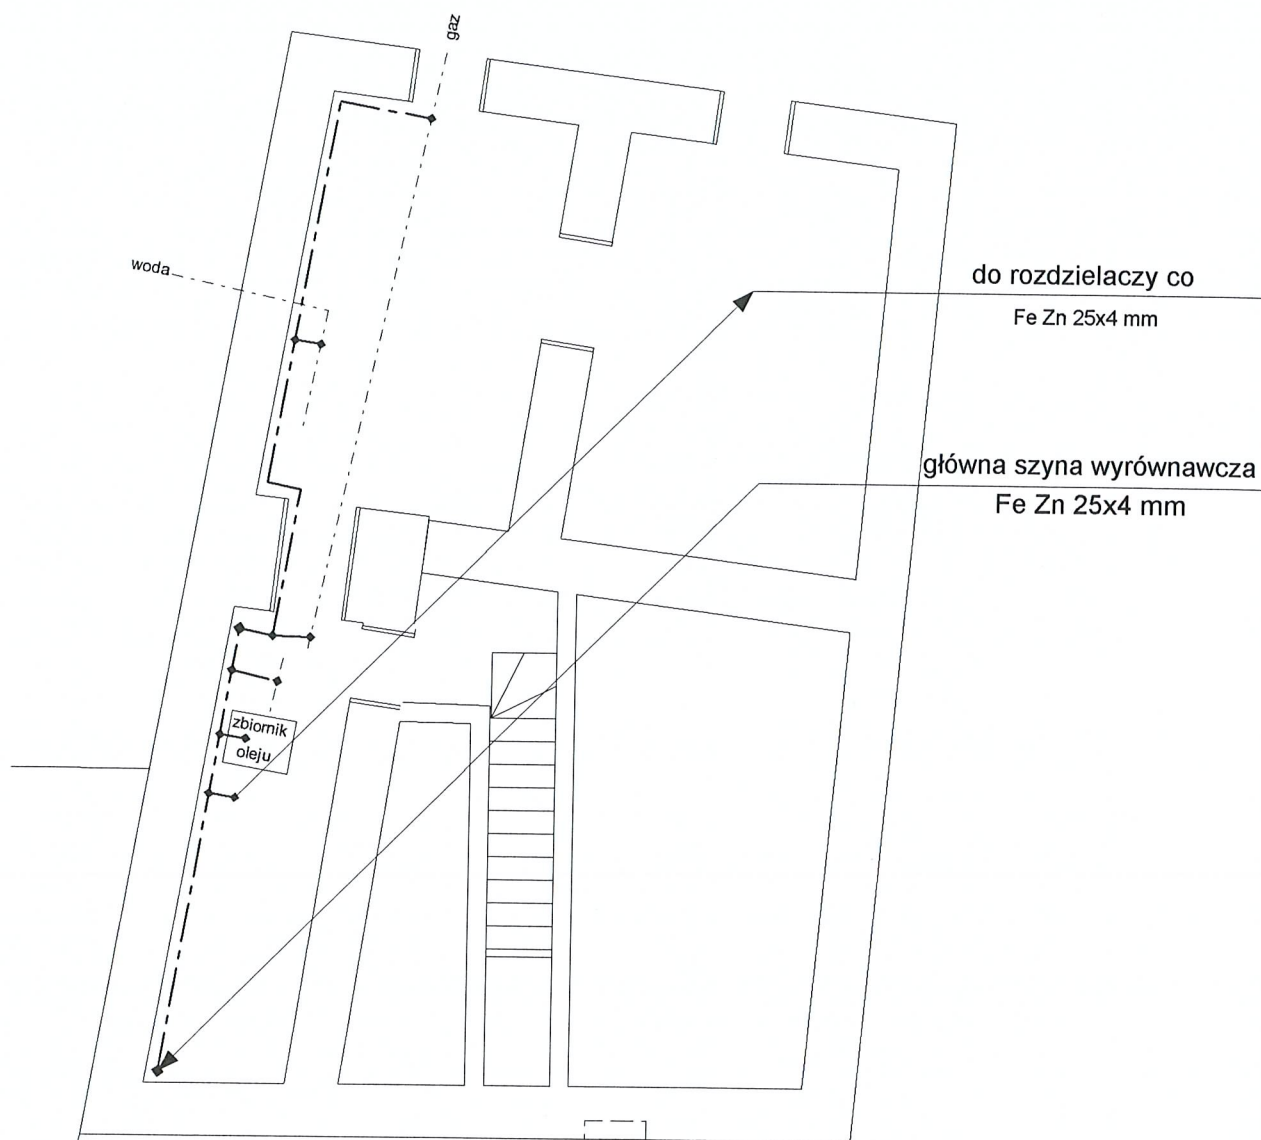 gaz
woda
do rozdzielaczy co
Fe Zn 25x4 mm
główna szyna wyrównawcza
Fe Zn 25x4 mm
zbiornik
oleju